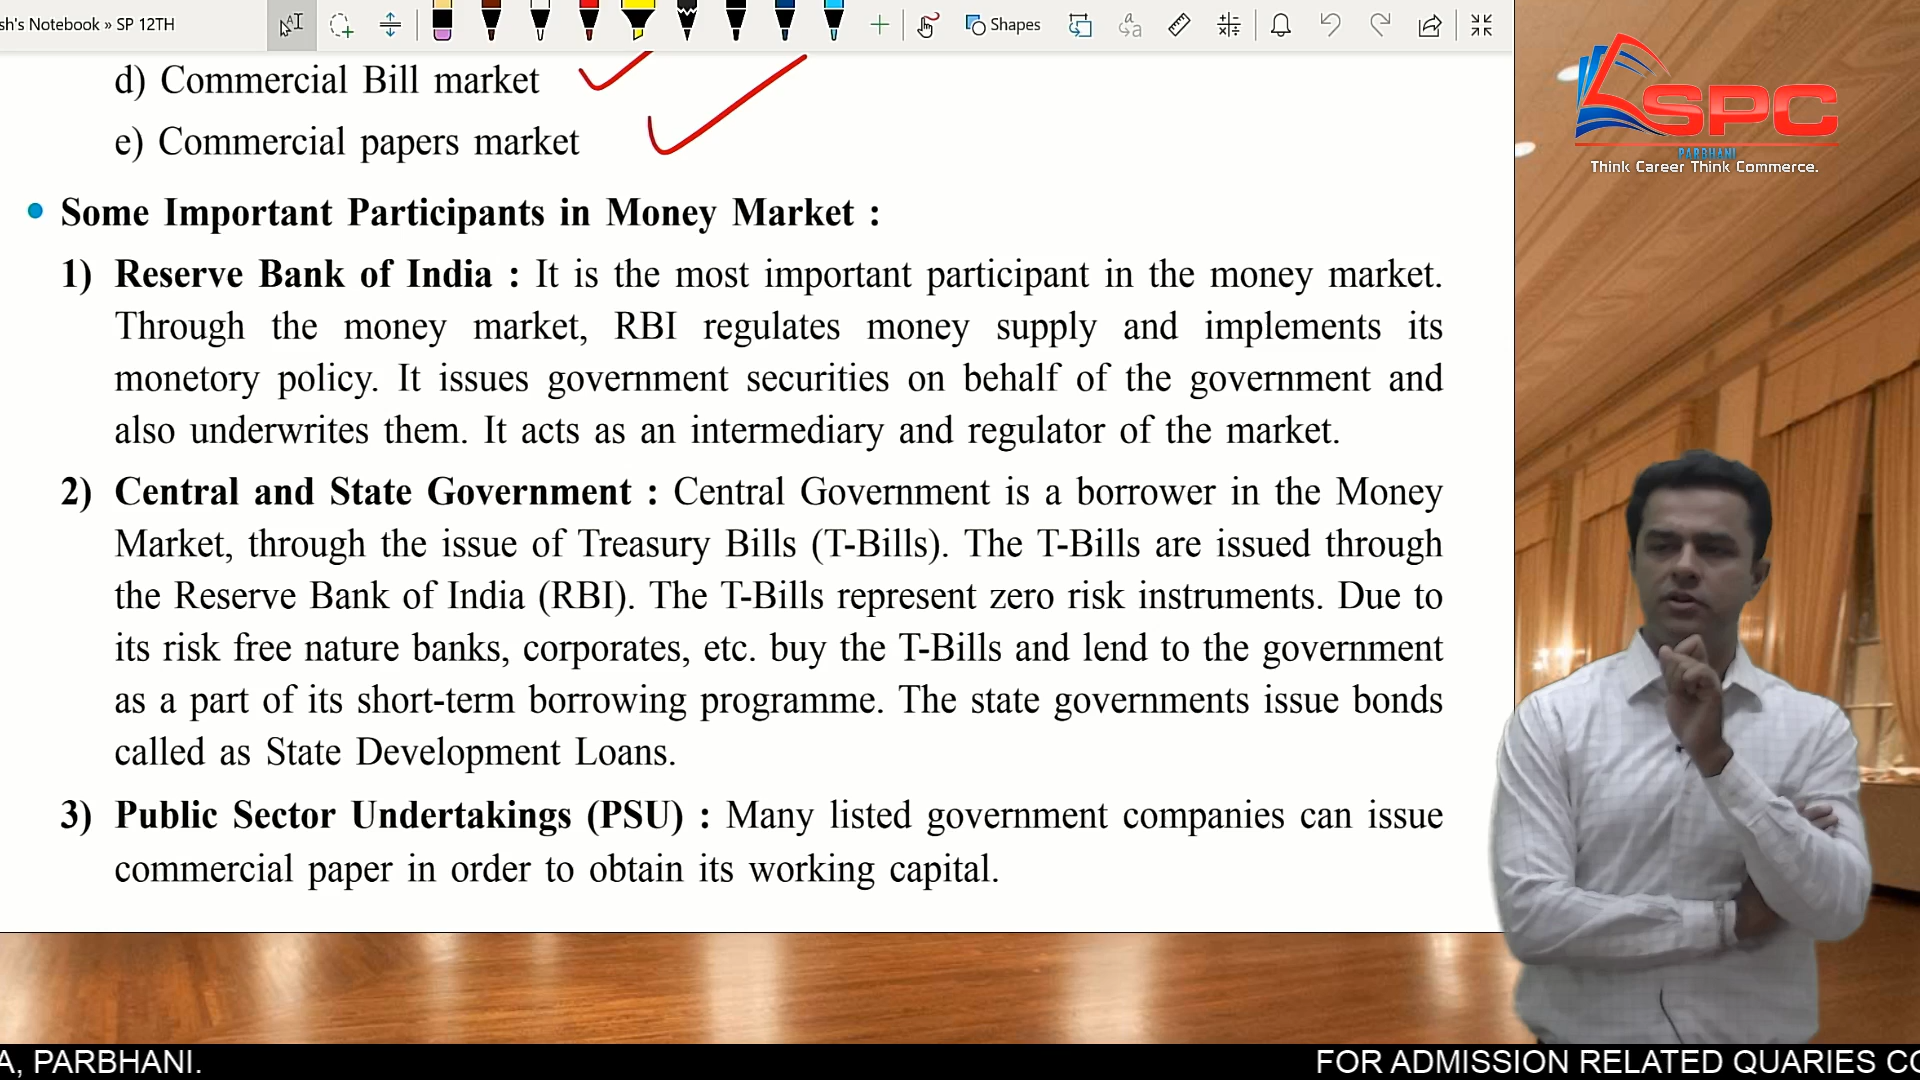 sh's Notebook » SP 12TH
Shapes
d) Commercial Bill market
e) Commercial papers market
SPC
PARBHANI
Think Career Think Commerce.
• Some Important Participants in Money Market :
1) Reserve Bank of India : It is the most important participant in the money market.
Through the money market, RBI regulates money supply and implements its
monetory policy. It issues government securities on behalf of the government and
also underwrites them. It acts as an intermediary and regulator of the market.
2) Central and State Government : Central Government is a borrower in the Money
Market, through the issue of Treasury Bills (T-Bills). The T-Bills are issued through
the Reserve Bank of India (RBI). The T-Bills represent zero risk instruments. Due to
its risk free nature banks, corporates, etc. buy the T-Bills and lend to the government
as a part of its short-term borrowing programme. The state governments issue bonds
called as State Development Loans.
3) Public Sector Undertakings (PSU) : Many listed government companies can issue
commercial paper in order to obtain its working capital.
A, PARBHANI.
FOR ADMISSION RELATED QUARIES CO